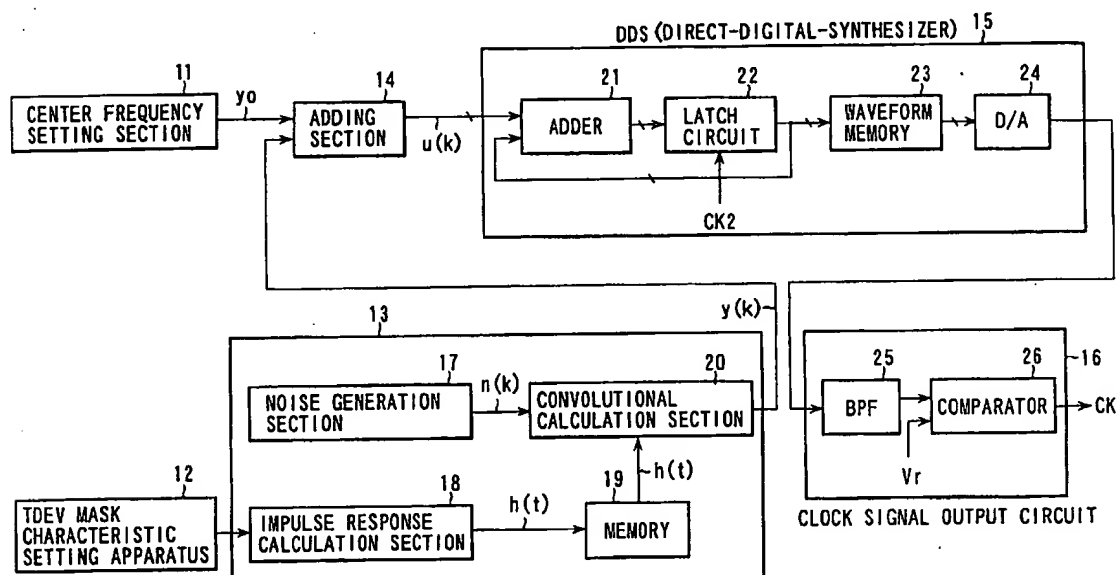 DDS (DIRECT-DIGITAL-SYNTHESIZER) 15
11
CENTER FREQUENCY
SETTING SECTION
yo
14
ADDING
SECTION
u(k)
21
ADDER
22
LATCH
CIRCUIT
CK2
23
WAVEFORM
MEMORY
24
D/A
y(k)
13
17
NOISE GENERATION
SECTION
n(k)
20
CONVOLUTIONAL
CALCULATION SECTION
h(t)
12
TDEV MASK
CHARACTERISTIC
SETTING APPARATUS
18
IMPULSE RESPONSE
CALCULATION SECTION
h(t)
19
MEMORY
25
BPF
26
COMPARATOR
16
CK
Vr
CLOCK SIGNAL OUTPUT CIRCUIT